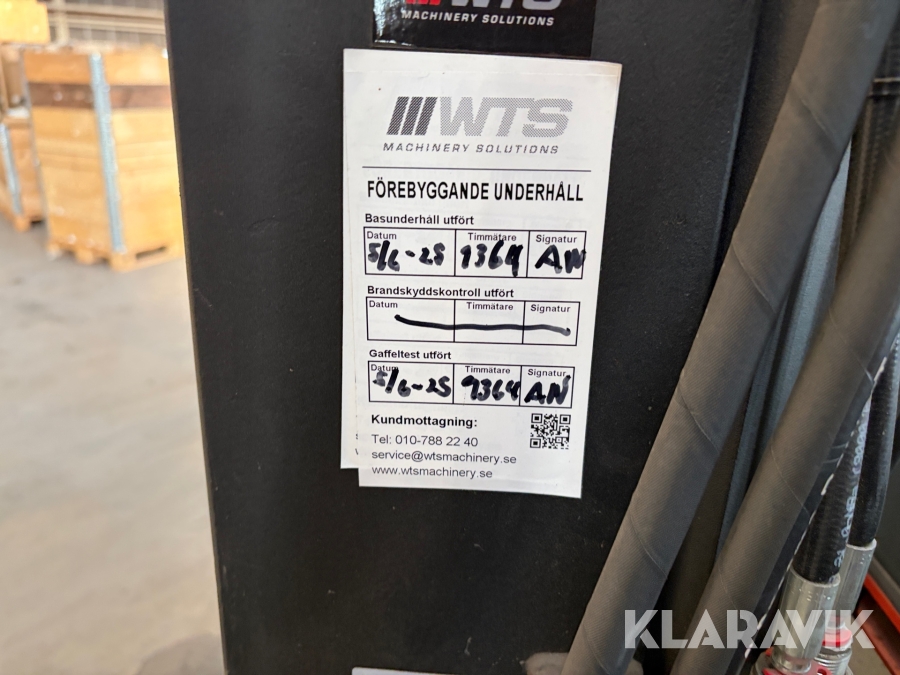 WTS
MACHINERY SOLUTIONS
WTS
MACHINERY SOLUTIONS
FÖREBYGGANDE UNDERHÅLL
Basunderhåll utfört
Datum Timmätare Signatur
5/6-25 9364 AN
Brandskyddskontroll utfört
Datum Timmätare Signatur
Gaffeltest utfört
Datum Timmätare Signatur
5/6-25 9364 AN
Kundmottagning:
Tel: 010-788 22 40
service@wtsmachinery.se
www.wtsmachinery.se
KLARAVIK